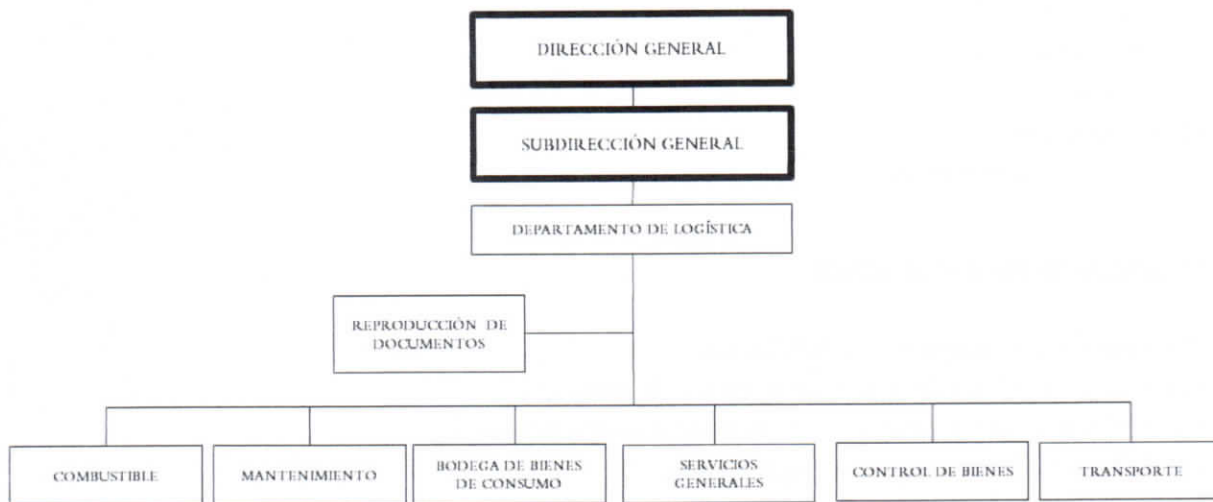 DIRECCIÓN GENERAL
SUBDIRECCIÓN GENERAL
DEPARTAMENTO DE LOGÍSTICA
REPRODUCCIÓN DE
DOCUMENTOS
COMBUSTIBLE
MANTENIMIENTO
BODEGA DE BIENES
DE CONSUMO
SERVICIOS
GENERALES
CONTROL DE BIENES
TRANSPORTE